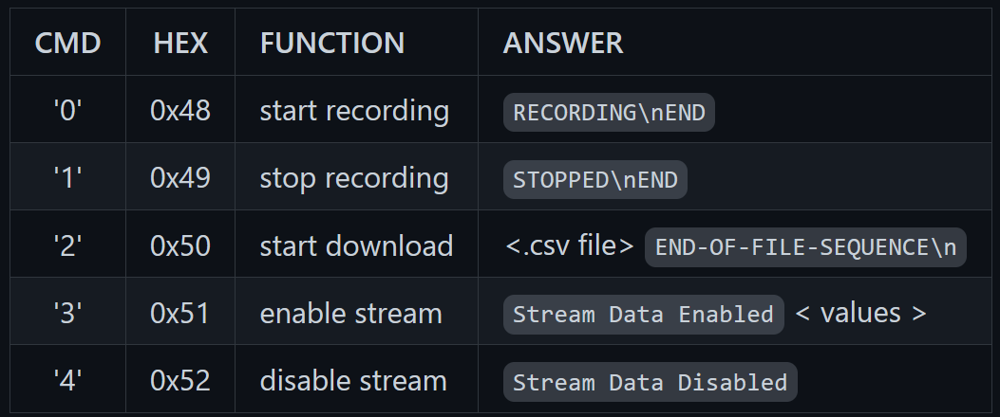 CMD HEX FUNCTION ANSWER
'0' 0x48 start recording RECORDING\nEND
'1' 0x49 stop recording STOPPED\nEND
'2' 0x50 start download <.csv file> END-OF-FILE-SEQUENCE\n
'3' 0x51 enable stream Stream Data Enabled < values >
'4' 0x52 disable stream Stream Data Disabled